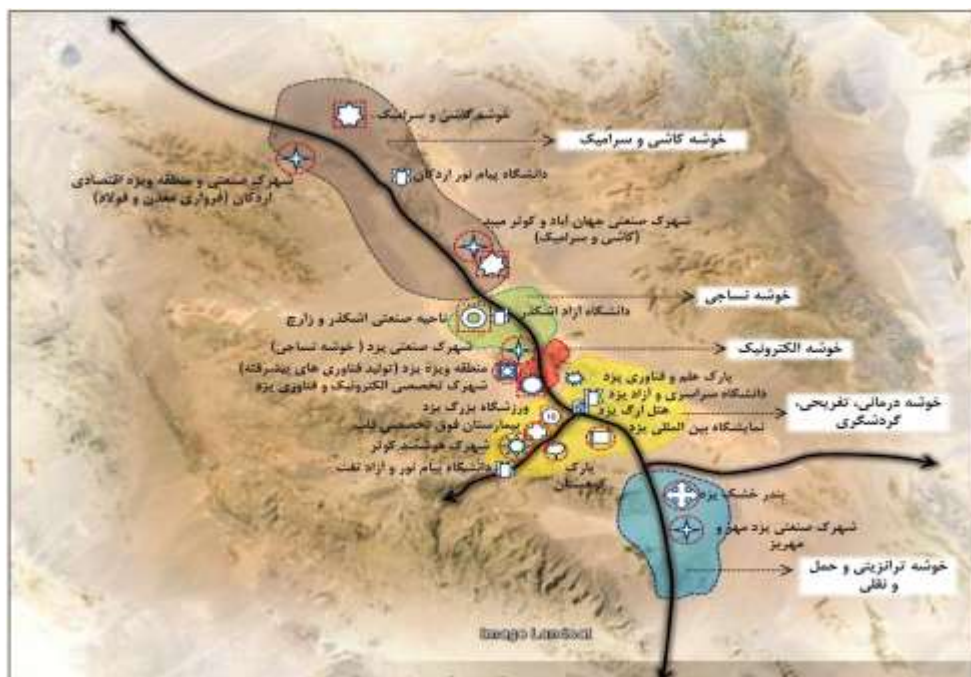 خوشه کاشی و سرامیک
خوشه کاشی و سرامیک
شهرک صنعتی و منطقه ویژه اقتصادی
اردکان (فرآوری معدن و فولاد)
دانشگاه پیام نور اردکان
شهرک صنعتی جهان آباد و کوثر میبد
(کاشی و سرامیک)
خوشه نساجی
دانشگاه آزاد اشکذر
ناحیه صنعتی اشکذر و زارچ
شهرک صنعتی یزد ( خوشه نساجی)
خوشه الکترونیک
منطقه ویژه یزد (تولید فناوری های پیشرفته)
شهرک تخصصی الکترونیک و فناوری یزد
پارک علم و فناوری یزد
دانشگاه سراسری و آزاد یزد
هتل ارگ یزد
نمایشگاه بین المللی یزد
خوشه درمانی، تفریحی،
گردشگری
ورزشگاه بزرگ یزد
بیمارستان فوق تخصصی قلب
شهرک هوشمند کوثر
دانشگاه پیام نور و آزاد تفت
پارک
کوهستان
بندر خشک یزد
شهرک صنعتی یزد مهر و
مهریز
خوشه ترانزیتی و حمل
و نقلی
Image Landsat